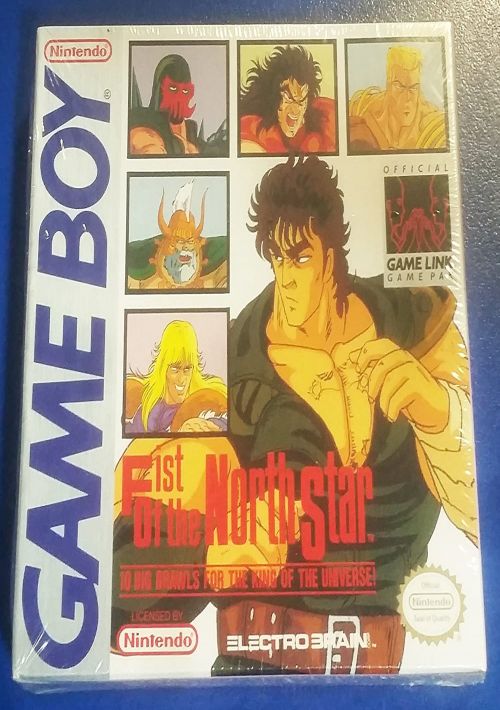 Nintendo
GAME BOY
OFFICIAL
GAME LINK
GAME PAK
Fist
Of the North Star
TM
10 BIG BRAWLS FOR THE KING OF THE UNIVERSE!
LICENSED BY
Nintendo
ELECTRO BRAIN
Official
Nintendo
Seal of Quality